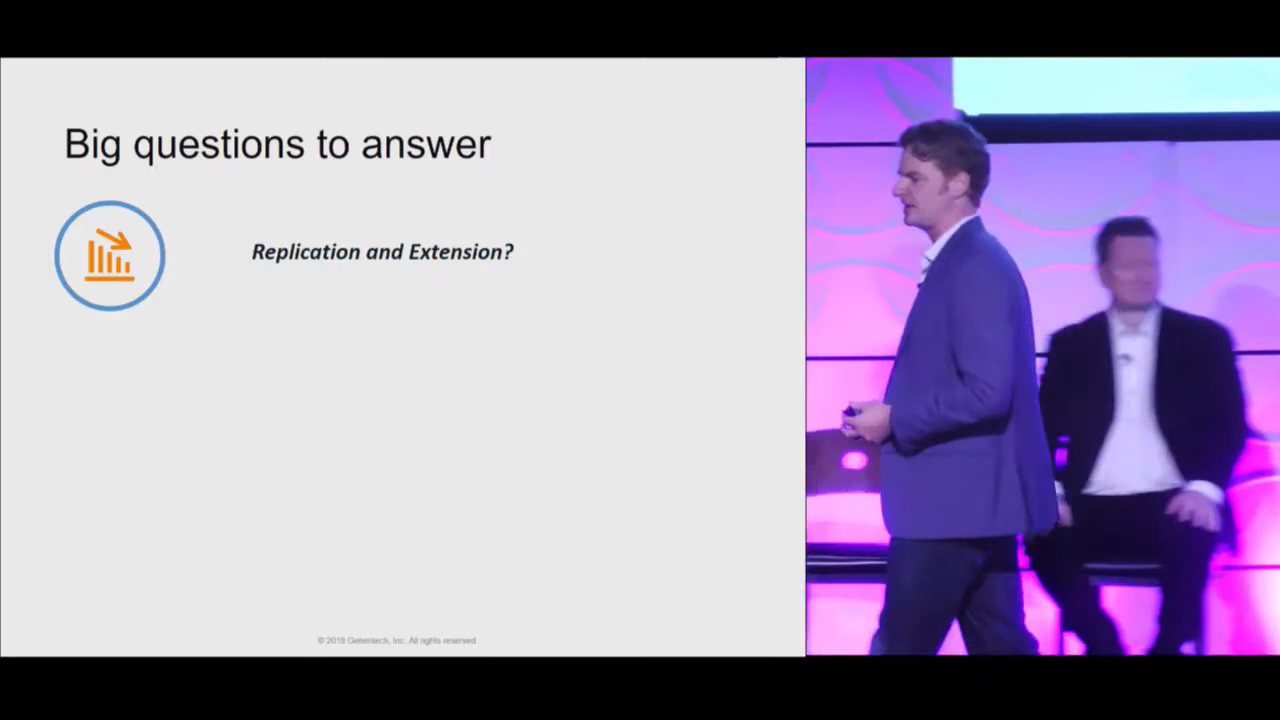 Big questions to answer
Replication and Extension?
© 2018 Genentech, Inc. All rights reserved